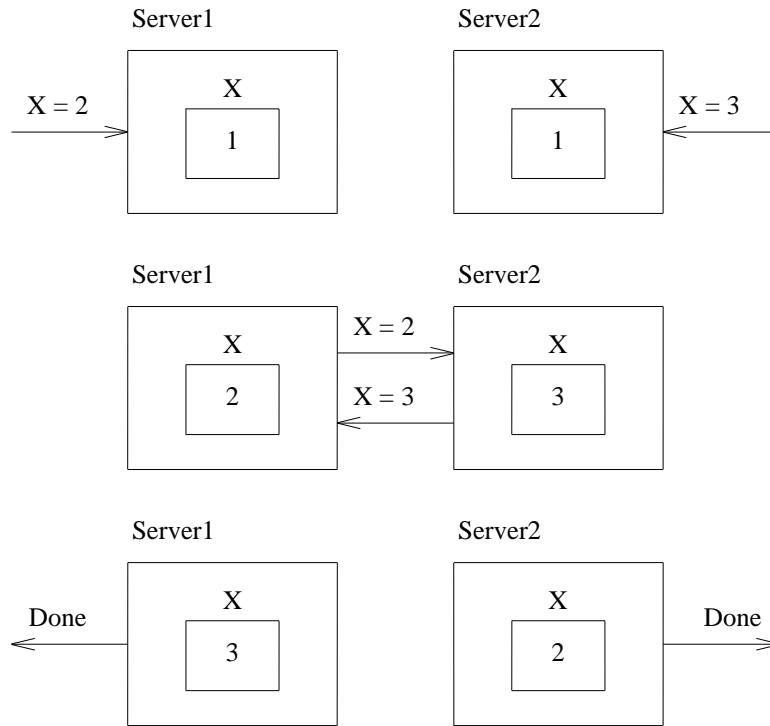 Server1 Server2
X X
X = 2 1 1 X = 3
Server1 Server2
X = 2
X X
X = 3
2 3
Server1 Server2
X X
Done Done
3 2